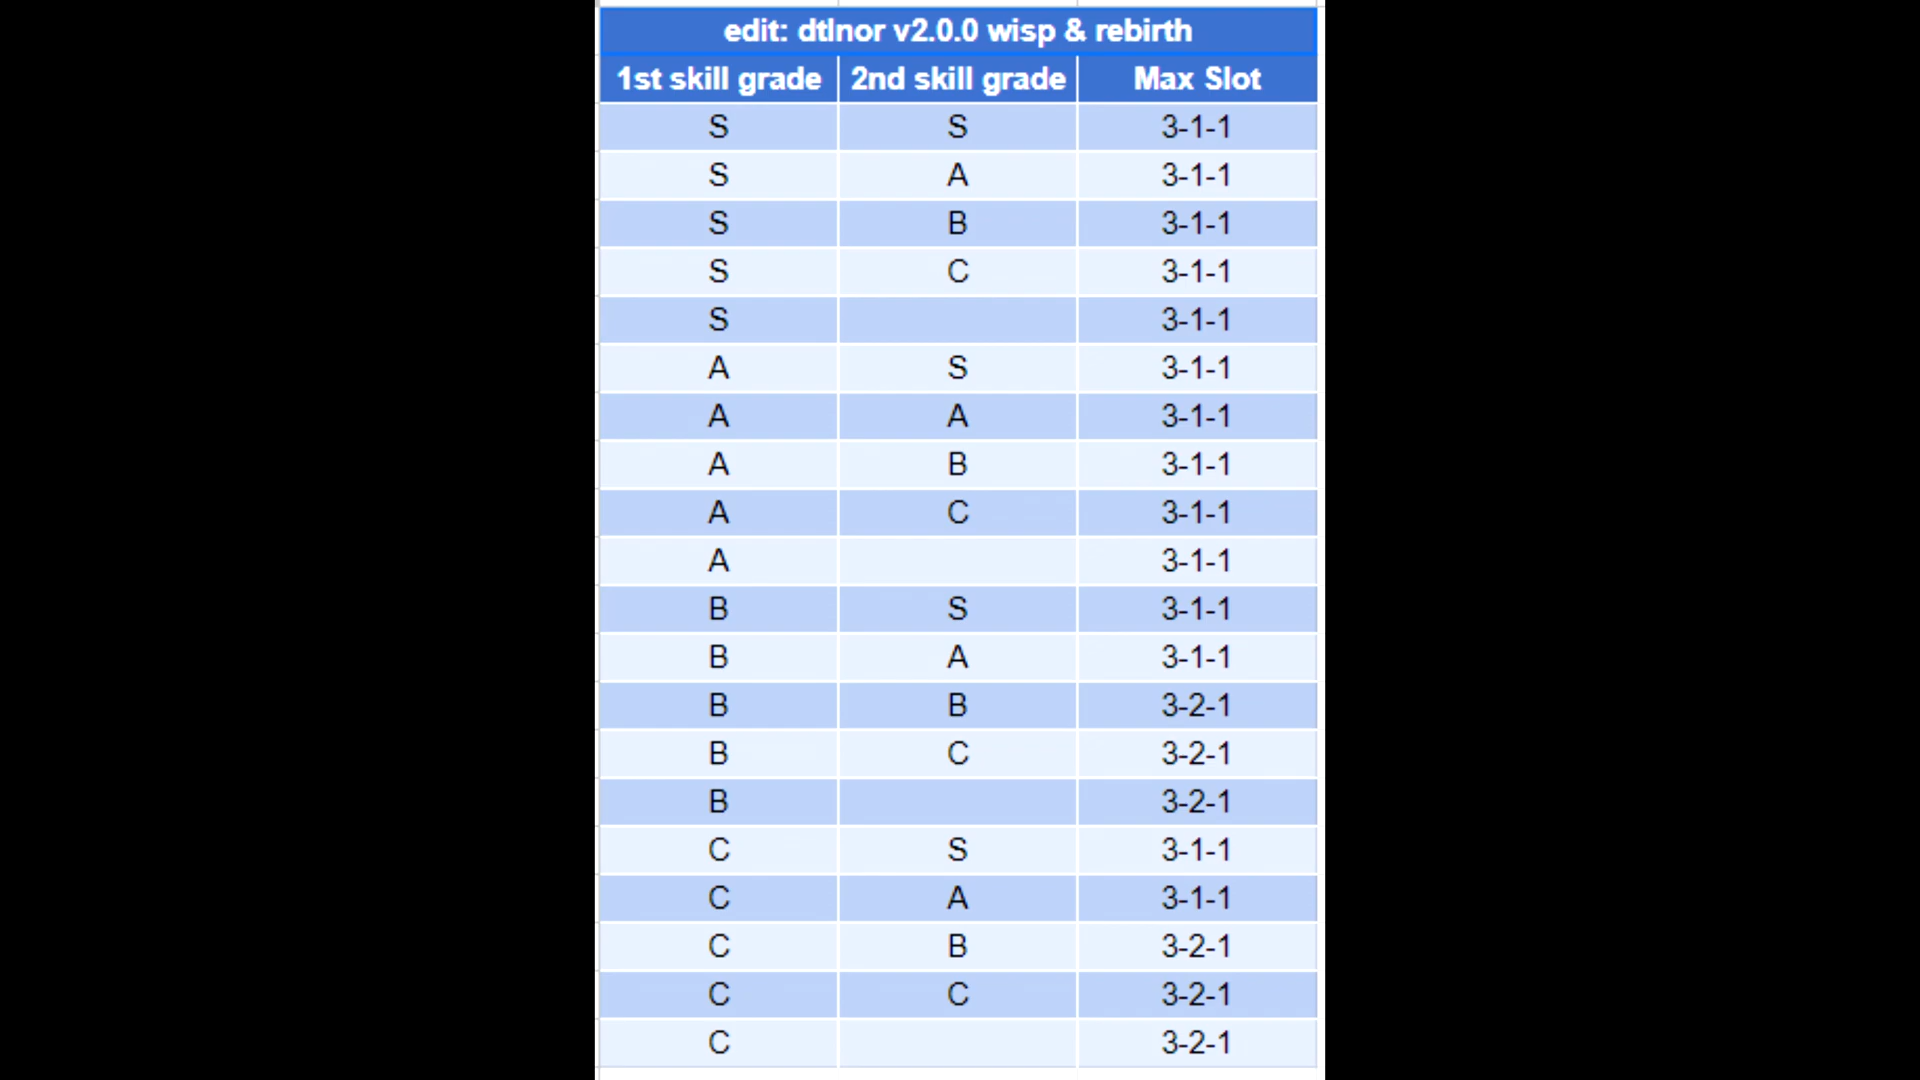 edit: dtlnor v2.0.0 wisp & rebirth
1st skill grade 2nd skill grade Max Slot
S S 3-1-1
S A 3-1-1
S B 3-1-1
S C 3-1-1
S 3-1-1
A S 3-1-1
A A 3-1-1
A B 3-1-1
A C 3-1-1
A 3-1-1
B S 3-1-1
B A 3-1-1
B B 3-2-1
B C 3-2-1
B 3-2-1
C S 3-1-1
C A 3-1-1
C B 3-2-1
C C 3-2-1
C 3-2-1